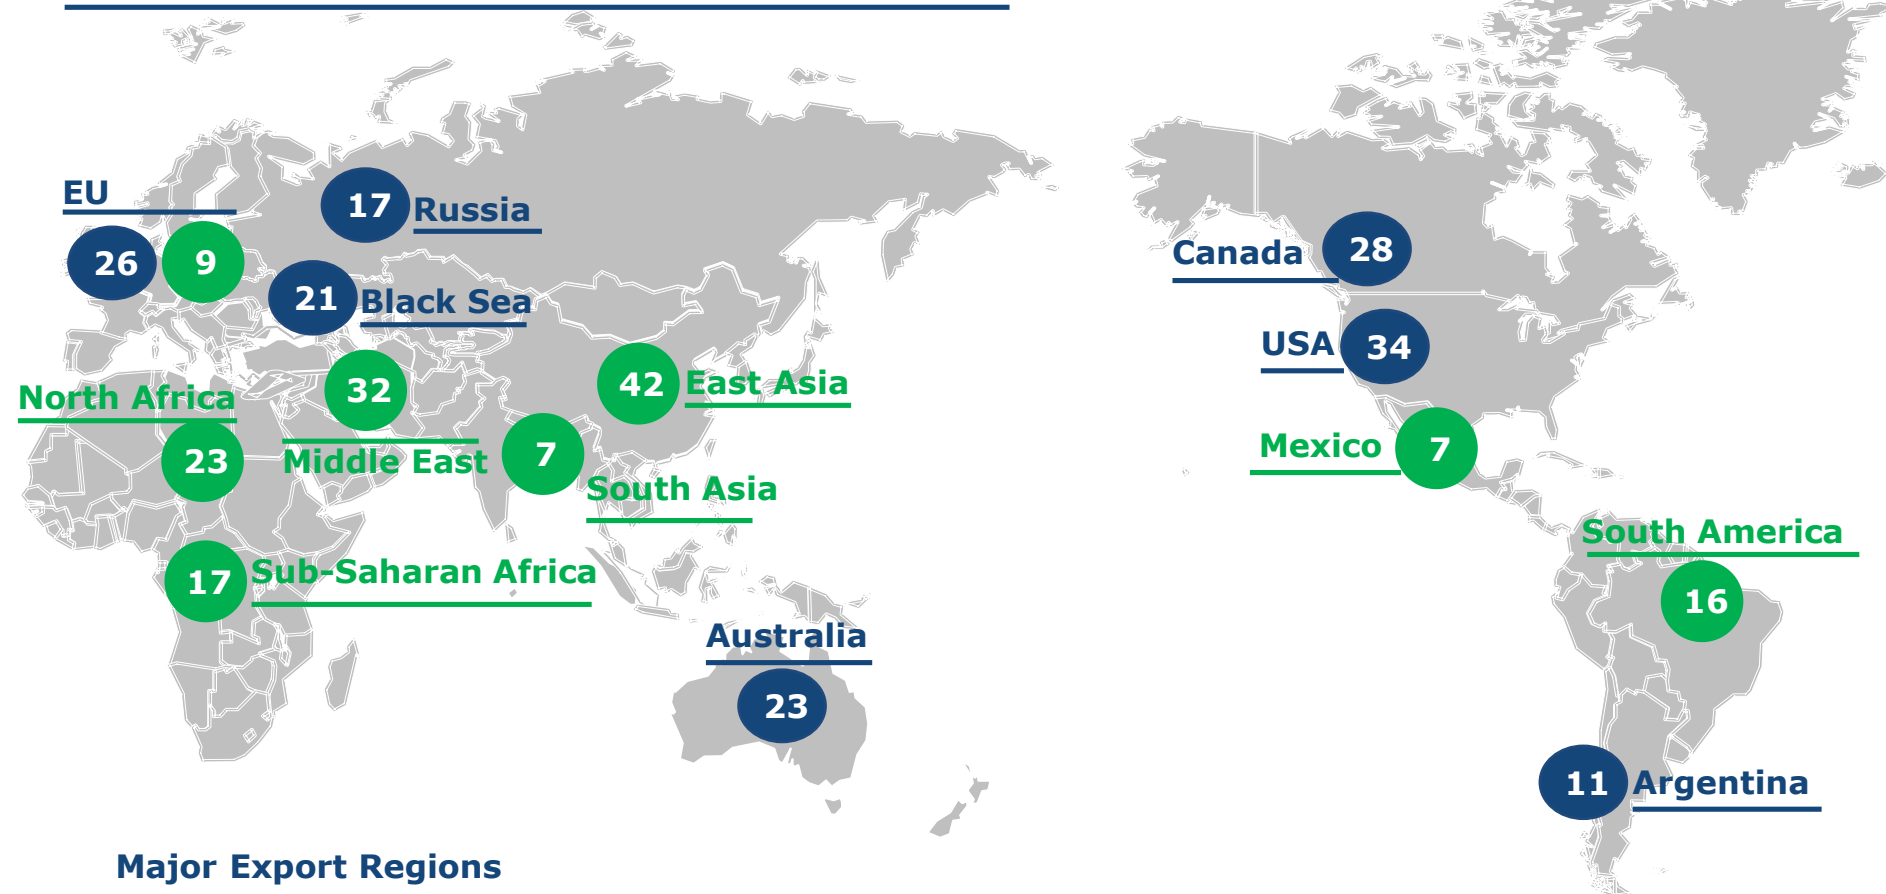 EU
26
9
17
Russia
21
Black Sea
North Africa
23
32
Middle East
42
East Asia
7
South Asia
17
Sub-Saharan Africa
Australia
23
Canada
28
USA
34
Mexico
7
South America
16
11
Argentina
Major Export Regions